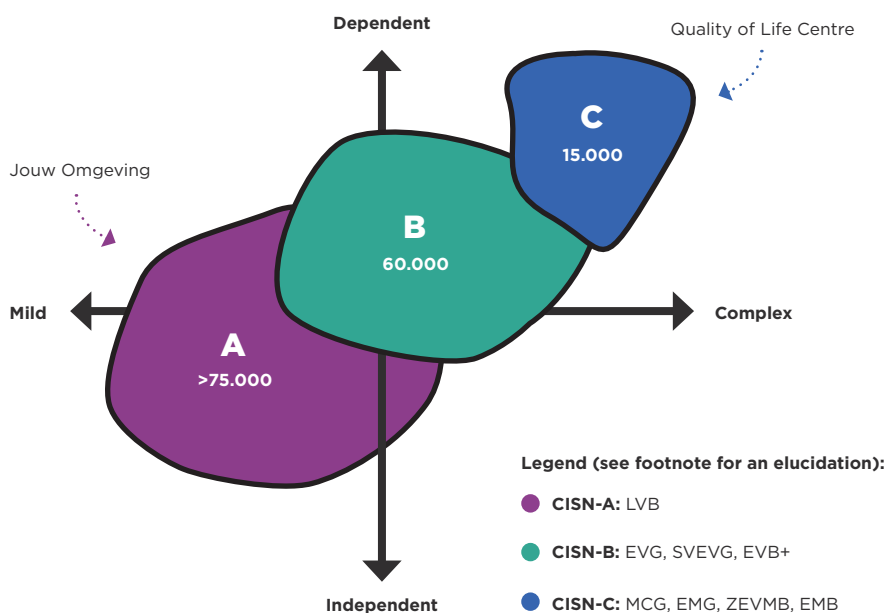 Dependent
Quality of Life Centre
C
15.000
Jouw Omgeving
B
60.000
Mild
Complex
A
>75.000
Legend (see footnote for an elucidation):
CISN-A: LVB
CISN-B: EVG, SVEVG, EVB+
CISN-C: MCG, EMG, ZEVMB, EMB
Independent